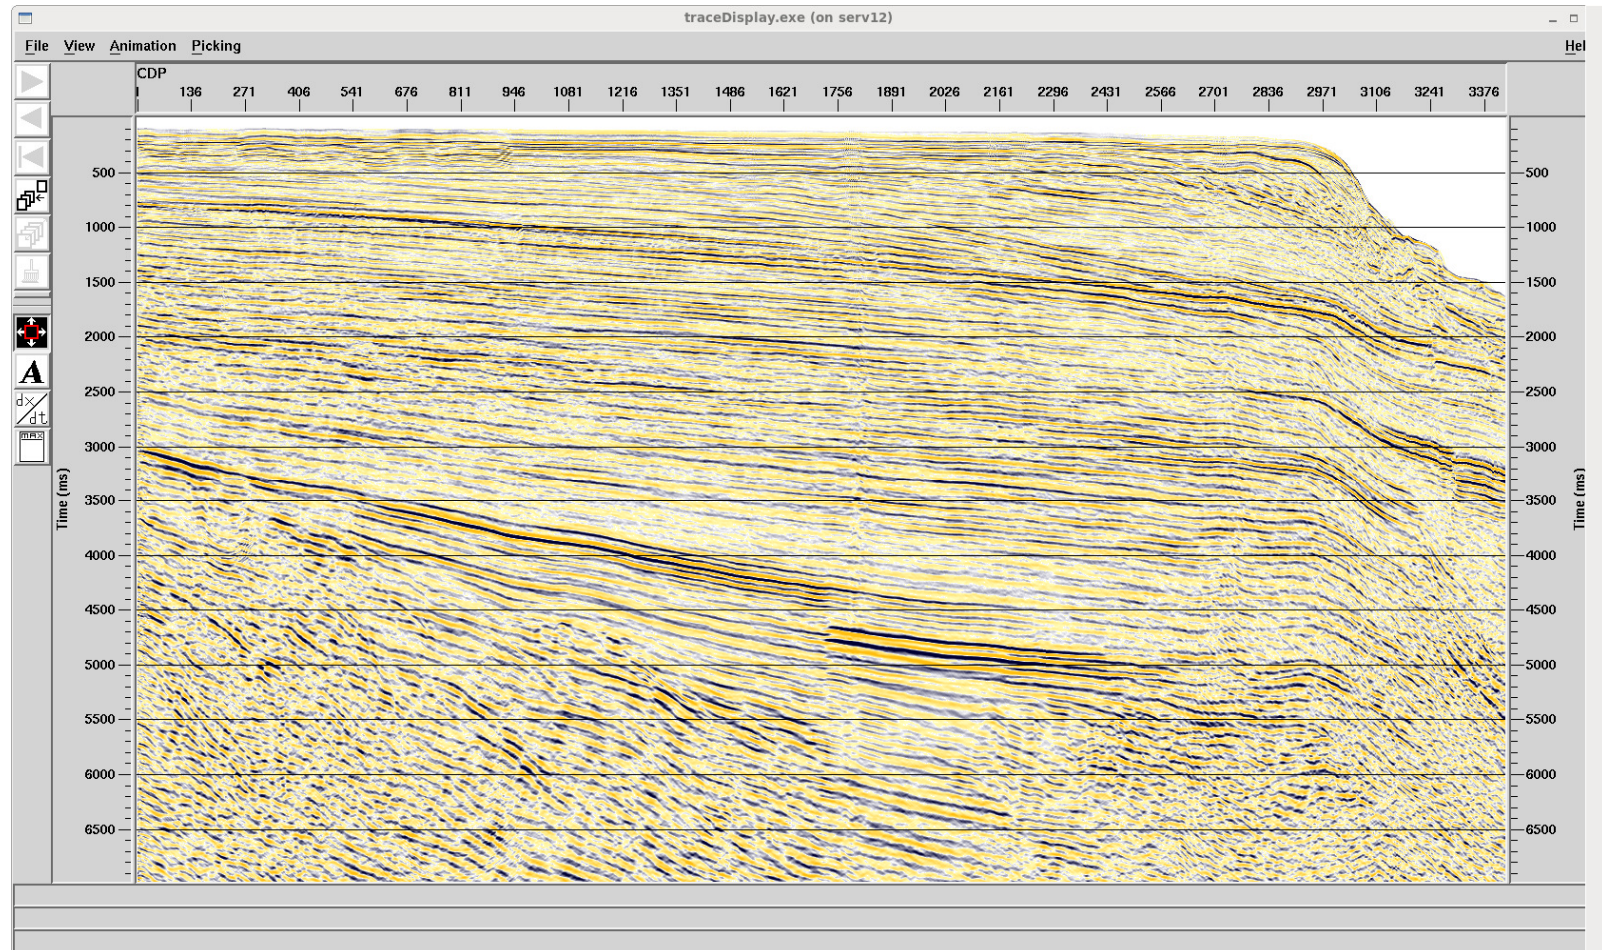 traceDisplay.exe (on serv12)
File View Animation Picking Hel
CDP
136 271 406 541 676 811 946 1081 1216 1351 1486 1621 1756 1891 2026 2161 2296 2431 2566 2701 2836 2971 3106 3241 3376
500 500
1000 1000
1500 1500
2000 2000
A
2500 2500
dx/dt
max
3000 3000
Time (ms) Time (ms)
3500 3500
4000 4000
4500 4500
5000 5000
5500 5500
6000 6000
6500 6500